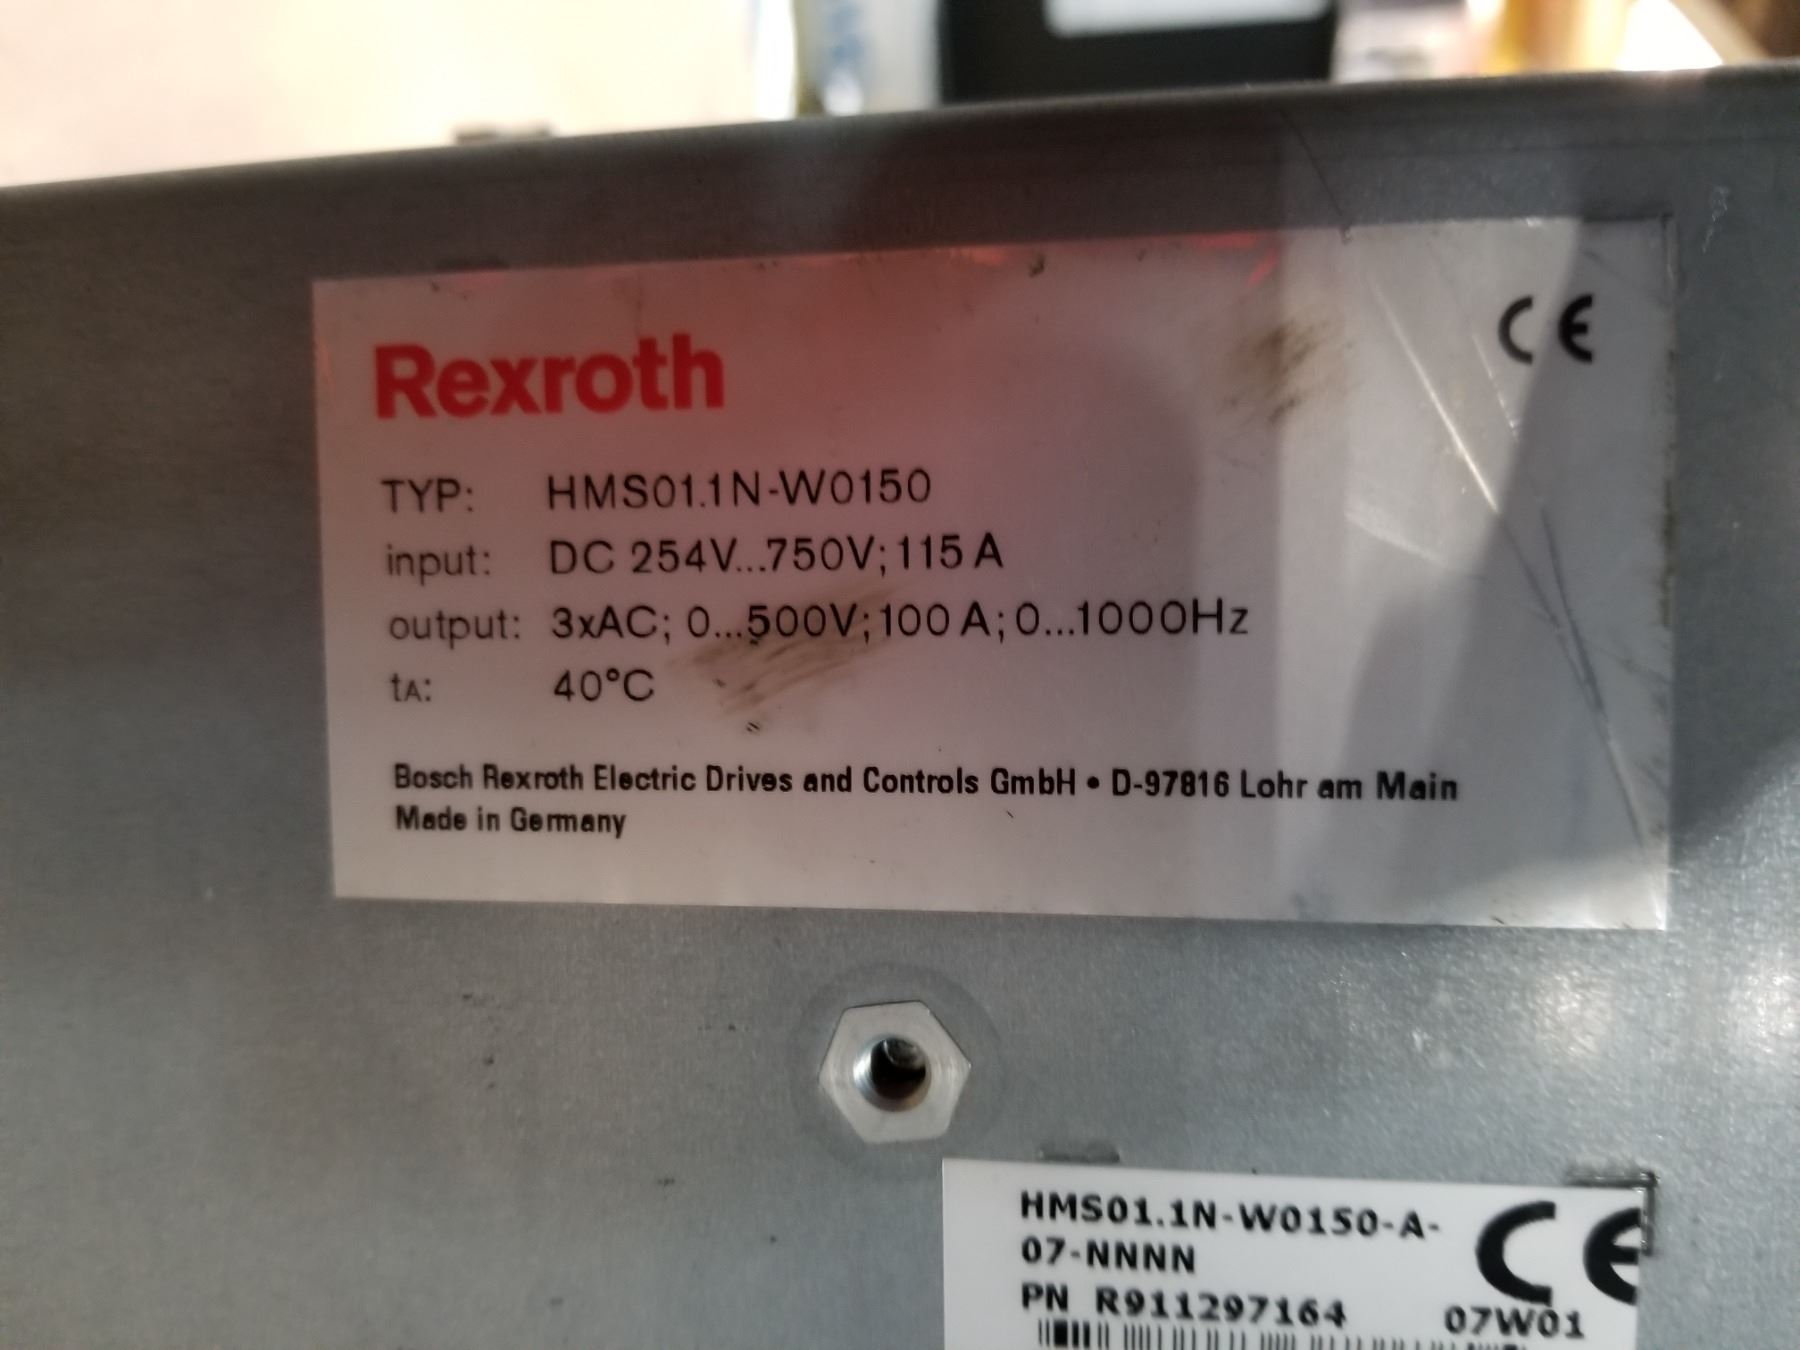 Rexroth
CE
TYP: HMS01.1N-W0150
input: DC 254V...750V; 115 A
output: 3xAC; 0...500V; 100 A; 0...1000Hz
tA: 40°C
Bosch Rexroth Electric Drives and Controls GmbH • D-97816 Lohr am Main
Made in Germany
HMS01.1N-W0150-A-
07-NNNN
CE
PN R911297164 07W01